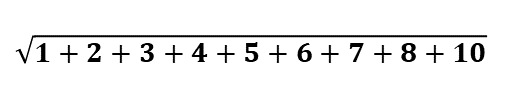 √1 + 2 + 3 + 4 + 5 + 6 + 7 + 8 + 10